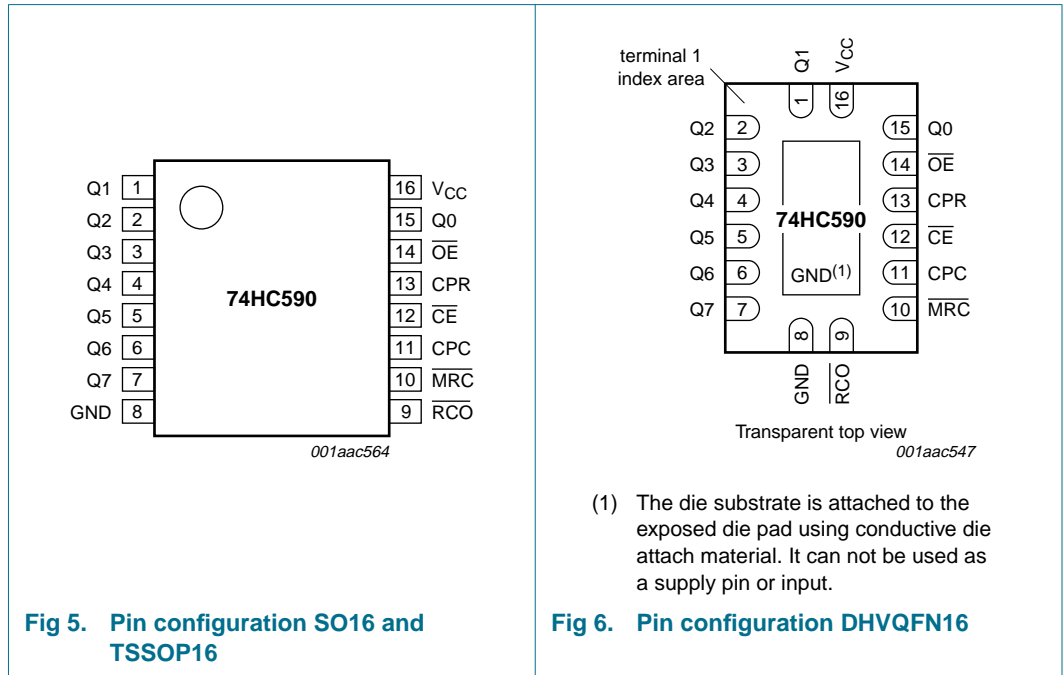 Q1 1
Q2 2
Q3 3
Q4 4
Q5 5
Q6 6
Q7 7
GND 8
74HC590
16 VCC
15 Q0
14 OE
13 CPR
12 CE
11 CPC
10 MRC
9 RCO
001aac564
Fig 5. Pin configuration SO16 and
TSSOP16
terminal 1
index area
Q1
VCC
1
16
Q2 2
Q3 3
Q4 4
Q5 5
Q6 6
Q7 7
74HC590
GND(1)
15 Q0
14 OE
13 CPR
12 CE
11 CPC
10 MRC
8
9
GND
RCO
Transparent top view
001aac547
(1) The die substrate is attached to the
exposed die pad using conductive die
attach material. It can not be used as
a supply pin or input.
Fig 6. Pin configuration DHVQFN16